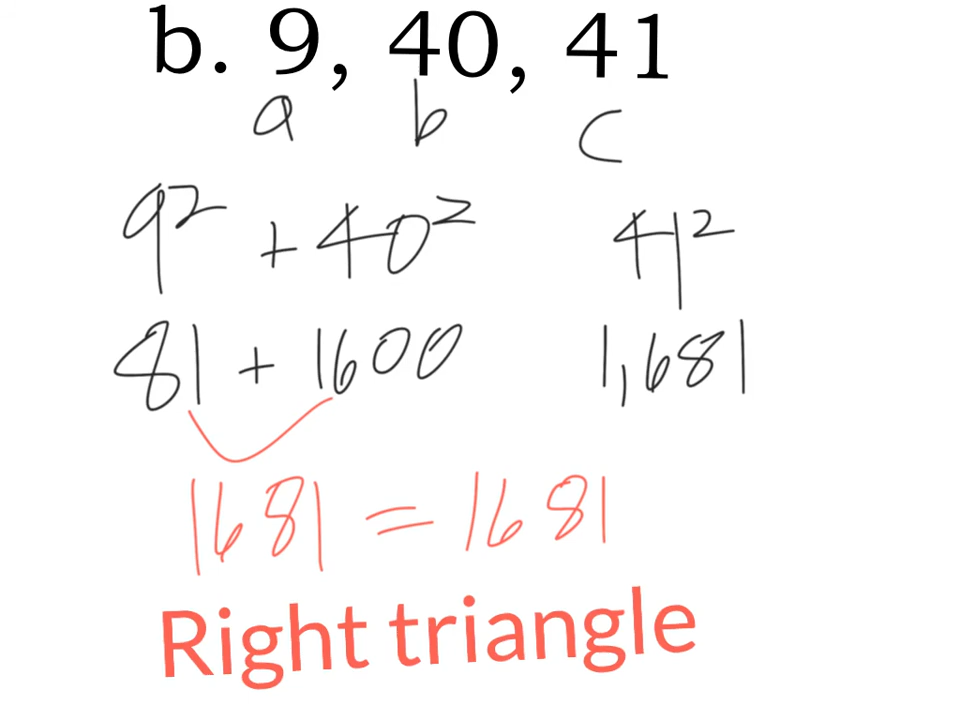 b. 9, 40, 41
a b c
9² + 40² 41²
81 + 1600 1,681
1681 = 1681
Right triangle